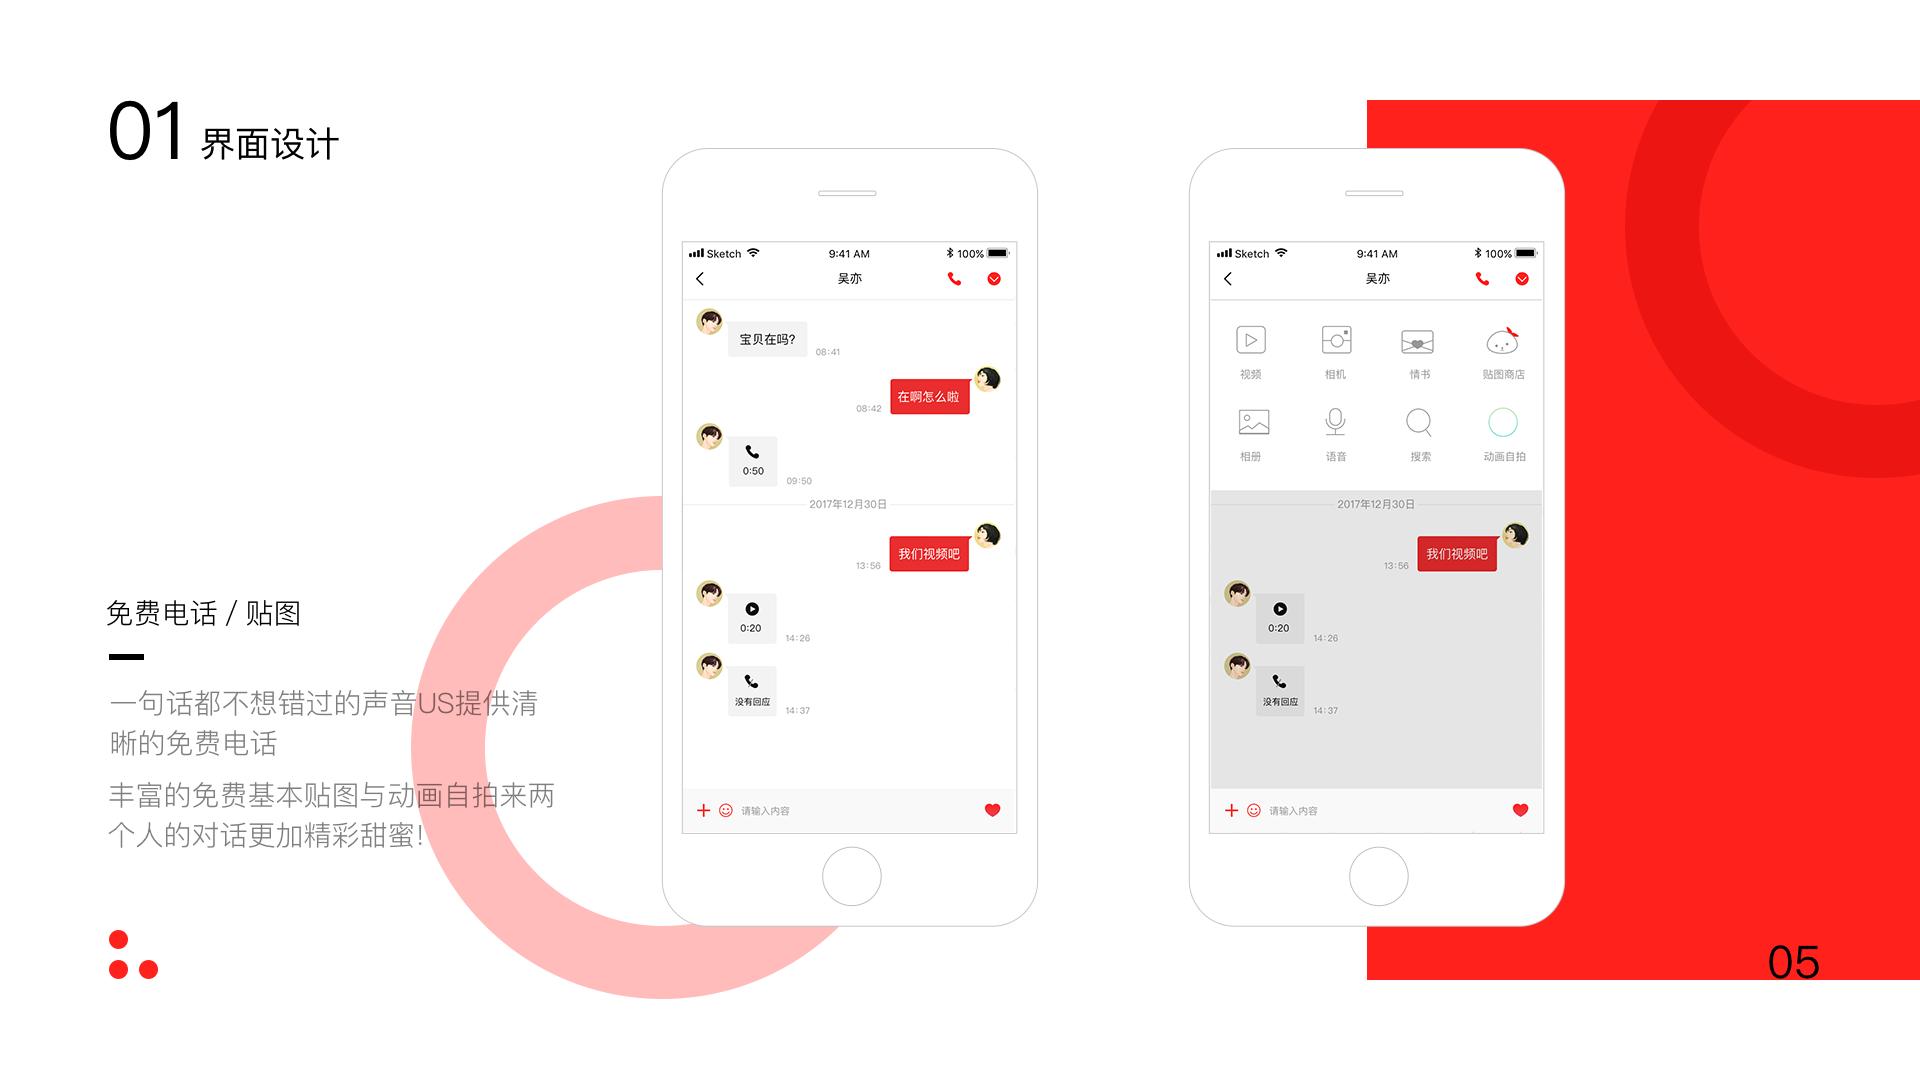 01 界面设计
免费电话 / 贴图
一句话都不想错过的声音US提供清
晰的免费电话
丰富的免费基本贴图与动画自拍来两
个人的对话更加精彩甜蜜!
Sketch 9:41 AM 100%
吴亦
宝贝在吗?
08:41
在啊怎么啦
08:42
0:50
09:50
2017年12月30日
我们视频吧
13:56
0:20
14:26
没有回应
14:37
请输入内容
Sketch 9:41 AM 100%
吴亦
视频 相机 情书 贴图商店
相册 语音 搜索 动画自拍
2017年12月30日
我们视频吧
13:56
0:20
14:26
没有回应
14:37
请输入内容
05